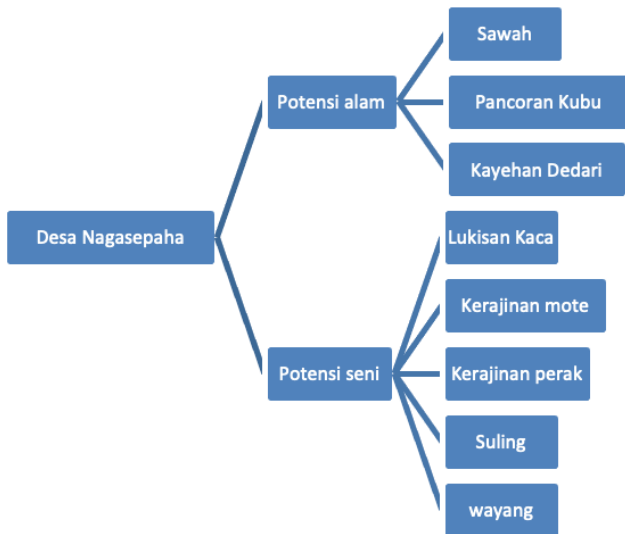 Desa Nagasepaha
Potensi alam
Sawah
Pancoran Kubu
Kayehan Dedari
Potensi seni
Lukisan Kaca
Kerajinan mote
Kerajinan perak
Suling
wayang